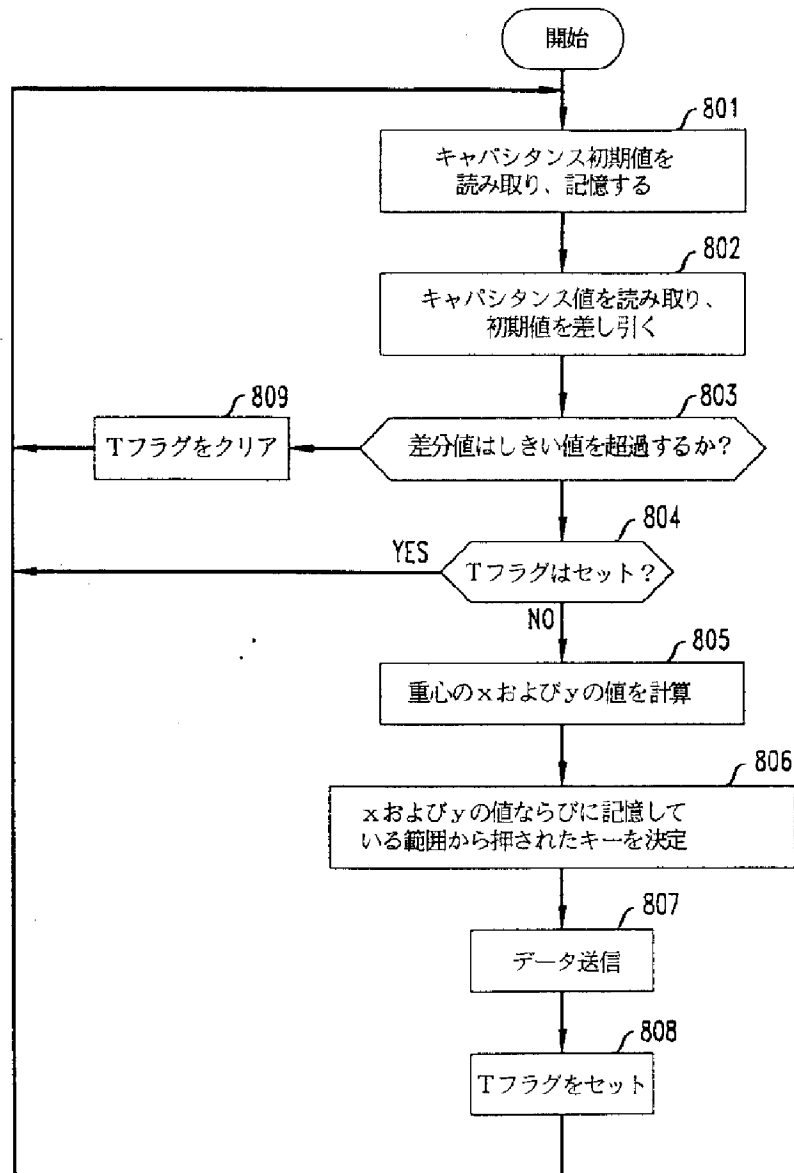 開始
801
キャパシタンス初期値を
読み取り、記憶する
802
キャパシタンス値を読み取り、
初期値を差し引く
803
差分値はしきい値を超過するか?
809
Tフラグをクリア
804
Tフラグはセット?
YES
NO
805
重心のxおよびyの値を計算
806
xおよびyの値ならびに記憶して
いる範囲から押されたキーを決定
807
データ送信
808
Tフラグをセット